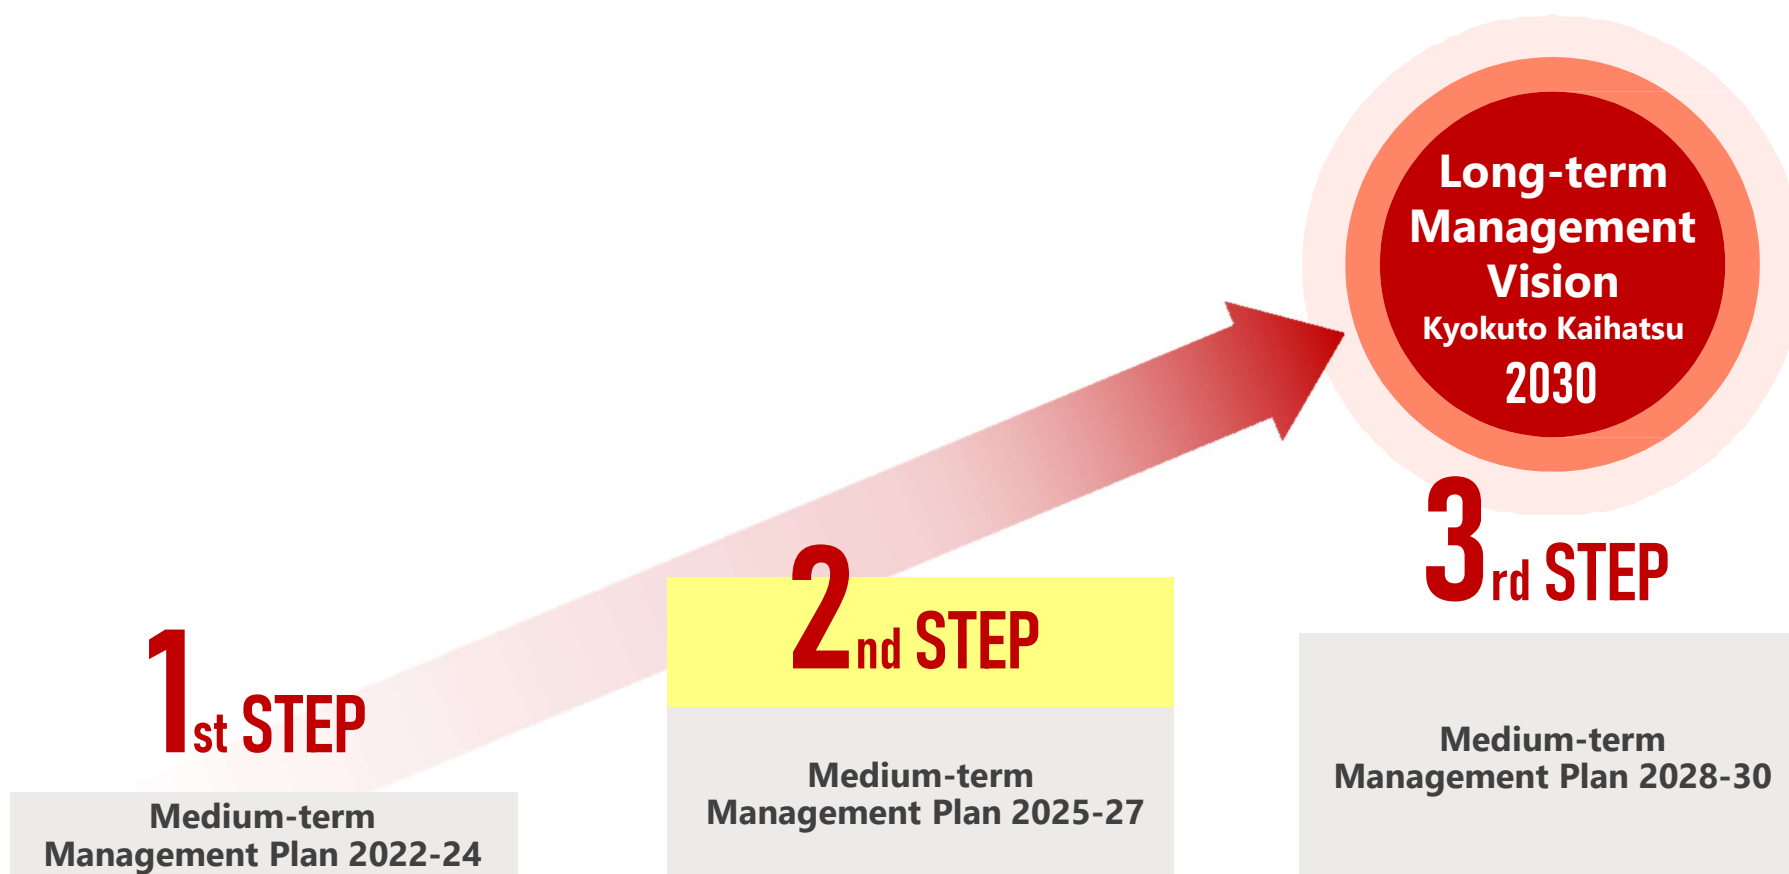 1st STEP
Medium-term
Management Plan 2022-24
2nd STEP
Medium-term
Management Plan 2025-27
3rd STEP
Medium-term
Management Plan 2028-30
Long-term
Management
Vision
Kyokuto Kaihatsu
2030